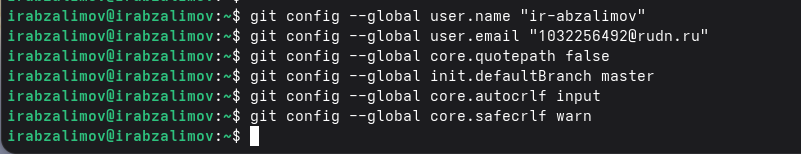 irabzalimov@irabzalimov:~$ git config --global user.name "ir-abzalimov"
irabzalimov@irabzalimov:~$ git config --global user.email "1032256492@rudn.ru"
irabzalimov@irabzalimov:~$ git config --global core.quotepath false
irabzalimov@irabzalimov:~$ git config --global init.defaultBranch master
irabzalimov@irabzalimov:~$ git config --global core.autocrlf input
irabzalimov@irabzalimov:~$ git config --global core.safecrlf warn
irabzalimov@irabzalimov:~$